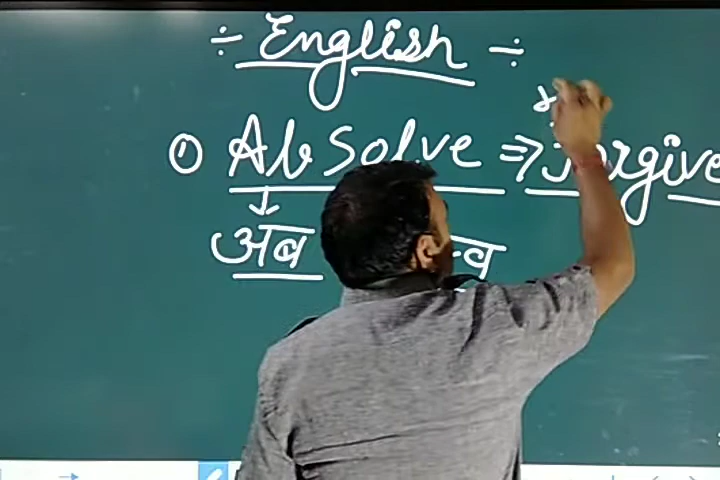 ÷ English ÷
① Absolve ⇒ Forgive
अब